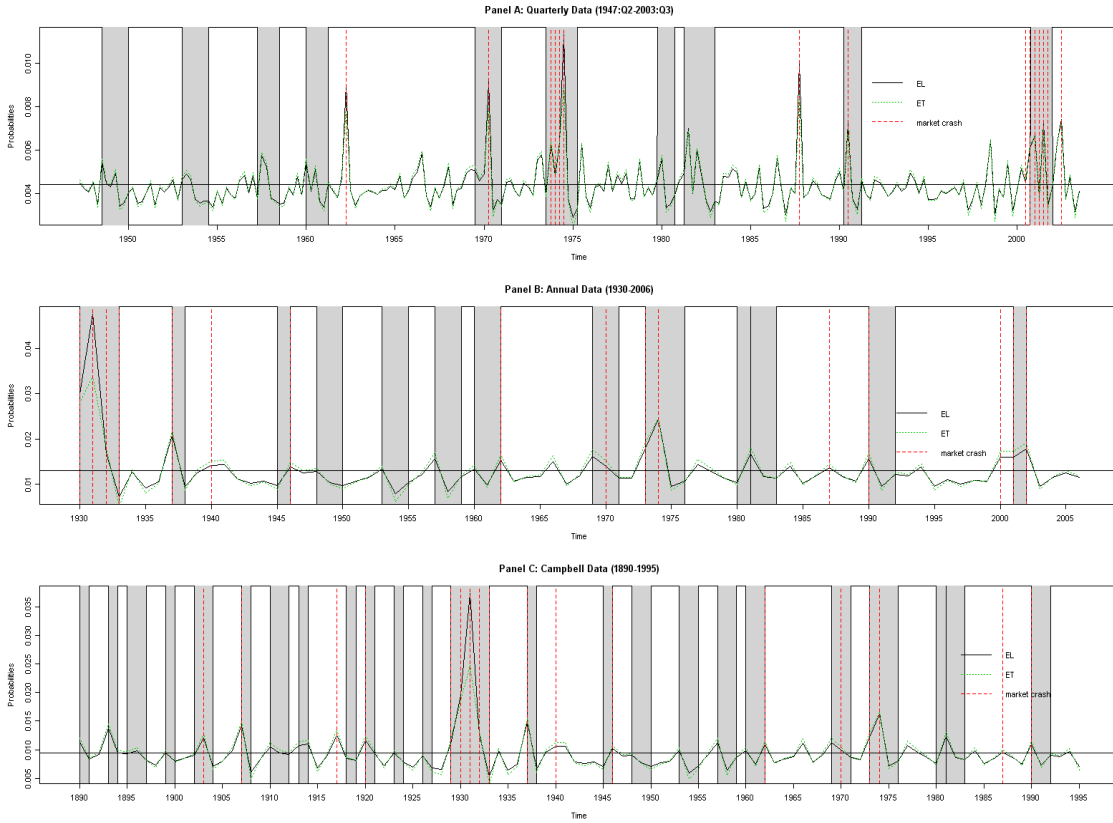 Panel A: Quarterly Data (1947:Q2-2003:Q3)
Probabilities
0.004 0.006 0.008 0.010
EL
ET
market crash
1950 1955 1960 1965 1970 1975 1980 1985 1990 1995 2000
Time
Panel B: Annual Data (1930-2006)
Probabilities
0.01 0.02 0.03 0.04
EL
ET
market crash
1930 1935 1940 1945 1950 1955 1960 1965 1970 1975 1980 1985 1990 1995 2000 2005
Time
Panel C: Campbell Data (1890-1995)
Probabilities
0.005 0.010 0.015 0.020 0.025 0.030 0.035
EL
ET
market crash
1890 1895 1900 1905 1910 1915 1920 1925 1930 1935 1940 1945 1950 1955 1960 1965 1970 1975 1980 1985 1990 1995
Time